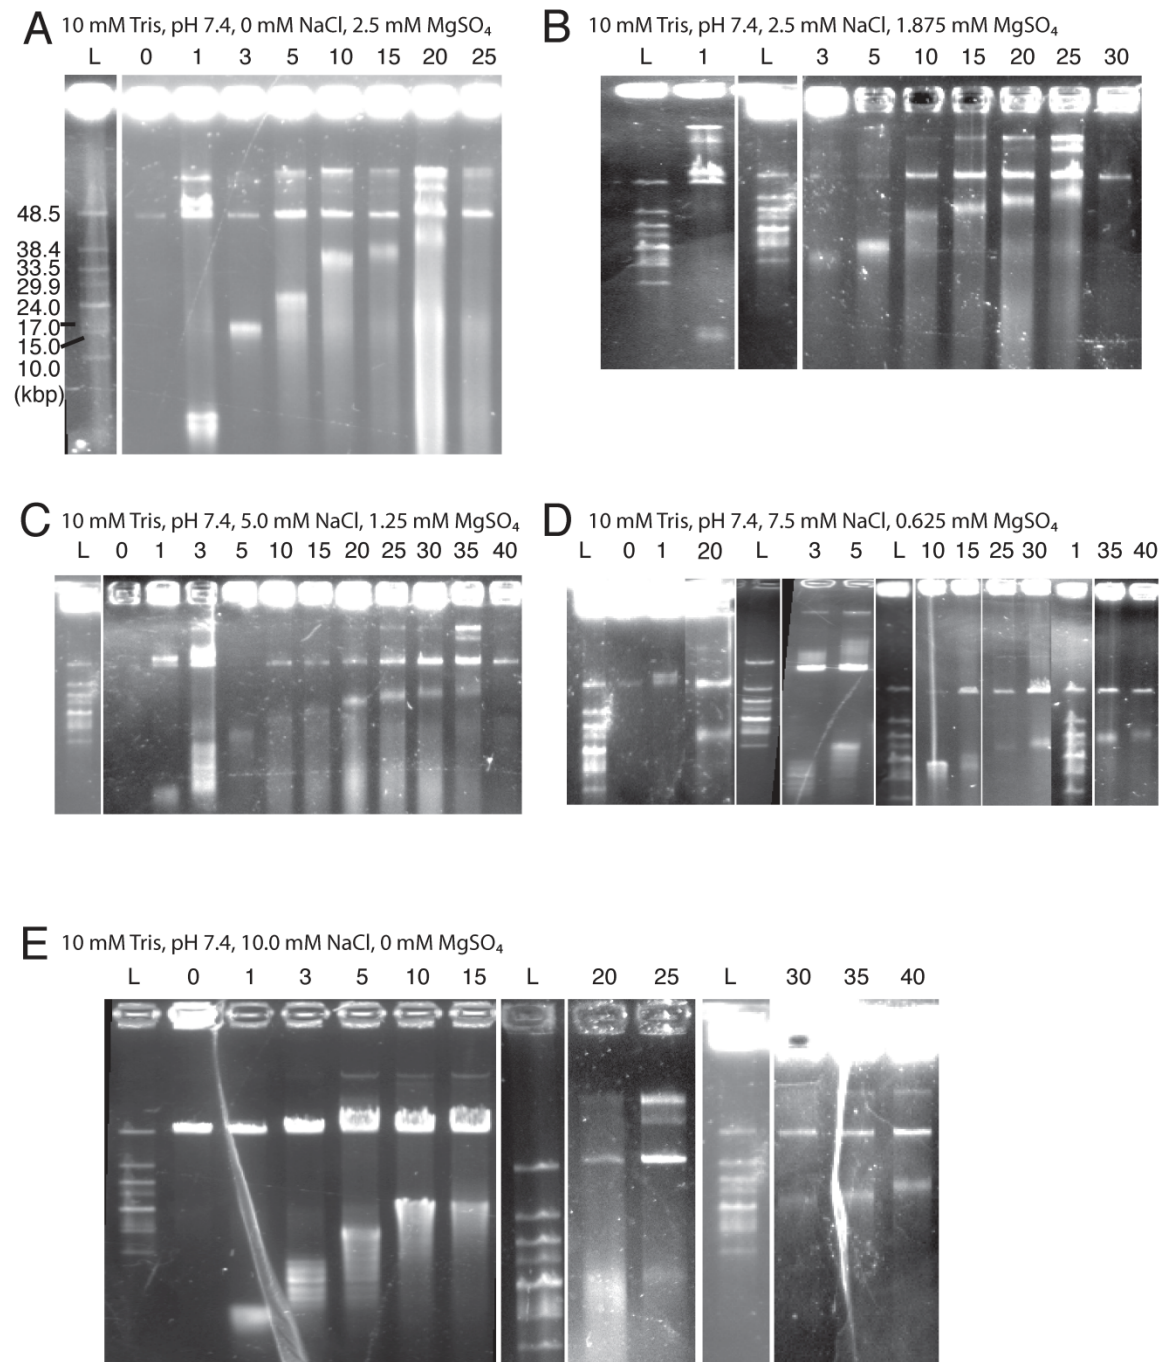 A 10 mM Tris, pH 7.4, 0 mM NaCl, 2.5 mM MgSO₄
L 0 1 3 5 10 15 20 25
48.5
38.4
33.5
29.9
24.0
17.0
15.0
10.0
(kbp)
B 10 mM Tris, pH 7.4, 2.5 mM NaCl, 1.875 mM MgSO₄
L 1 L 3 5 10 15 20 25 30
C 10 mM Tris, pH 7.4, 5.0 mM NaCl, 1.25 mM MgSO₄
L 0 1 3 5 10 15 20 25 30 35 40
D 10 mM Tris, pH 7.4, 7.5 mM NaCl, 0.625 mM MgSO₄
L 0 1 20 L 3 5 L 10 15 25 30 1 35 40
E 10 mM Tris, pH 7.4, 10.0 mM NaCl, 0 mM MgSO₄
L 0 1 3 5 10 15 L 20 25 L 30 35 40